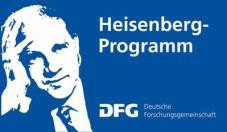 Heisenberg-
Programm
DFG Deutsche
Forschungsgemeinschaft